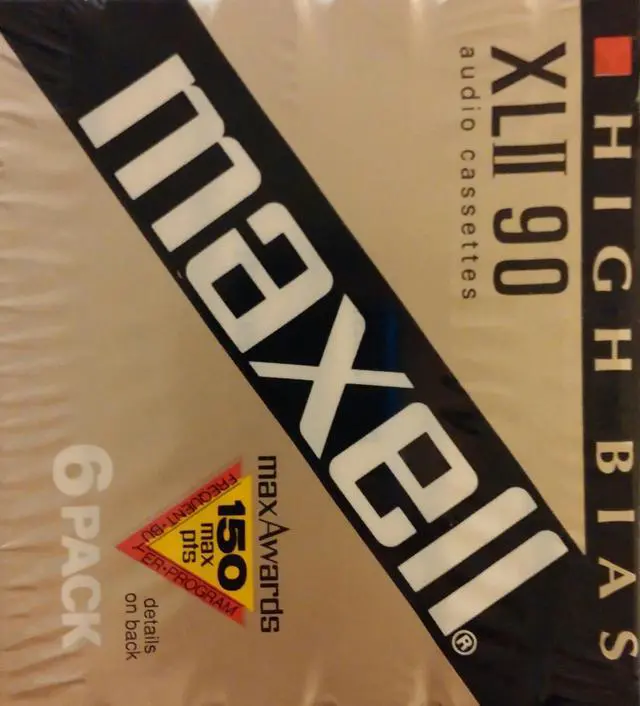 HIGH BIAS
XLII 90
audio cassettes
maxell®
maxAwards
150
max
pts
FREQUENT·BUYER·PROGRAM
details
on back
6 PACK